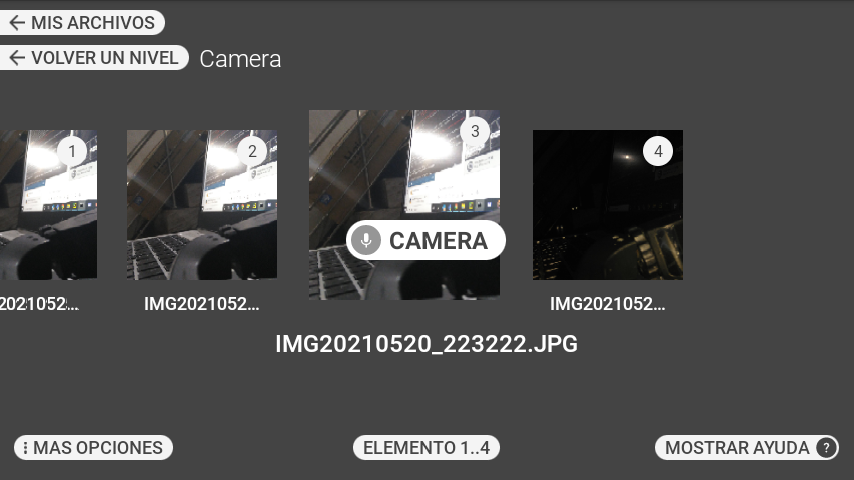 MIS ARCHIVOS
VOLVER UN NIVEL Camera
1
2
3
4
CAMERA
2021052...
IMG2021052...
IMG2021052...
IMG20210520_223222.JPG
MAS OPCIONES
ELEMENTO 1..4
MOSTRAR AYUDA ?